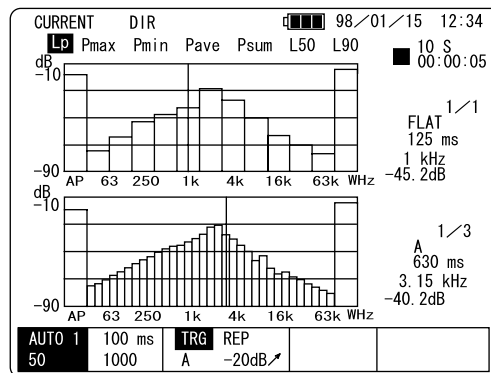 CURRENT DIR 98/01/15 12:34
Lp Pmax Pmin Pave Psum L50 L90
10 S
00:00:05
dB
-10
-90
AP 63 250 1k 4k 16k 63k WHz
1/1
FLAT
125 ms
1 kHz
-45.2dB
dB
-10
-90
AP 63 250 1k 4k 16k 63k WHz
1/3
A
630 ms
3.15 kHz
-40.2dB
AUTO 1 100 ms TRG REP
50 1000 A -20dB↗